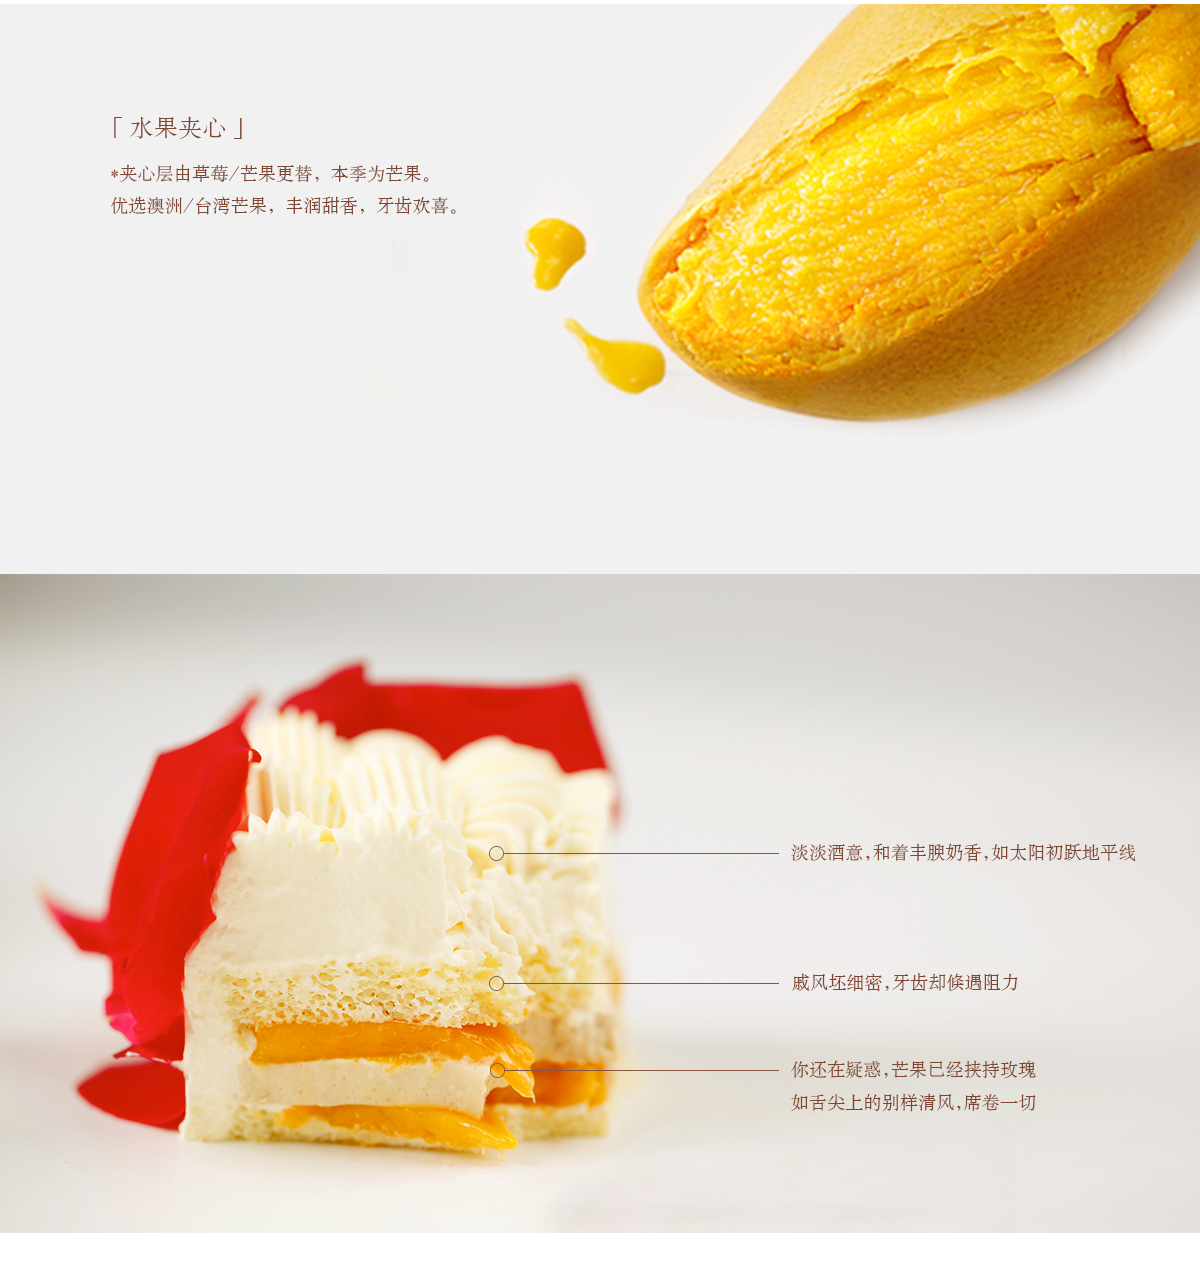 「 水果夹心 」
*夹心层由草莓/芒果更替，本季为芒果。
优选澳洲/台湾芒果，丰润甜香，牙齿欢喜。
淡淡酒意,和着丰腴奶香,如太阳初跃地平线
戚风坯细密,牙齿却倏遇阻力
你还在疑惑,芒果已经挟持玫瑰
如舌尖上的别样清风,席卷一切